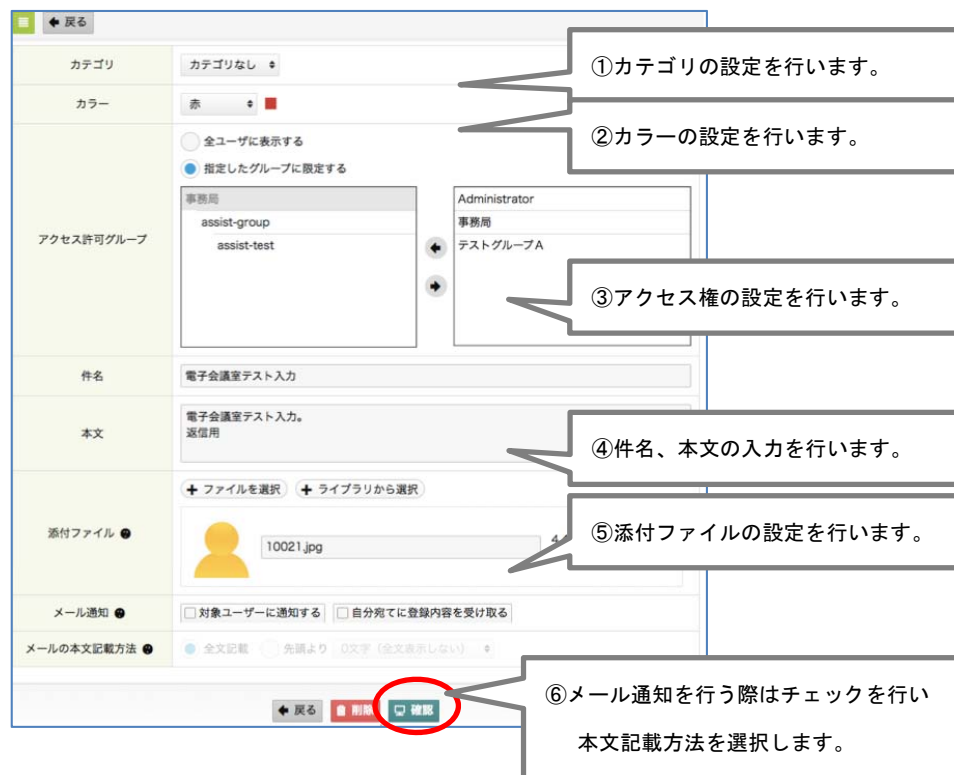 戻る
カテゴリ カテゴリなし
①カテゴリの設定を行います。
カラー 赤
②カラーの設定を行います。
全ユーザに表示する
指定したグループに限定する
アクセス許可グループ
事務局
assist-group
assist-test
Administrator
事務局
テストグループA
③アクセス権の設定を行います。
件名 電子会議室テスト入力
本文
電子会議室テスト入力。
返信用
④件名、本文の入力を行います。
添付ファイル
+ ファイルを選択 + ライブラリから選択
10021.jpg 4
⑤添付ファイルの設定を行います。
メール通知 対象ユーザーに通知する 自分宛てに登録内容を受け取る
メールの本文記載方法 全文記載 先頭より 0文字（全文表示しない）
戻る 削除 確認
⑥メール通知を行う際はチェックを行い
本文記載方法を選択します。